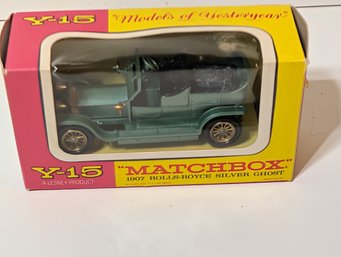 Y-15 "Models of Yesteryear"
Y-15 "MATCHBOX"
A LESNEY PRODUCT 1907 ROLLS-ROYCE SILVER GHOST